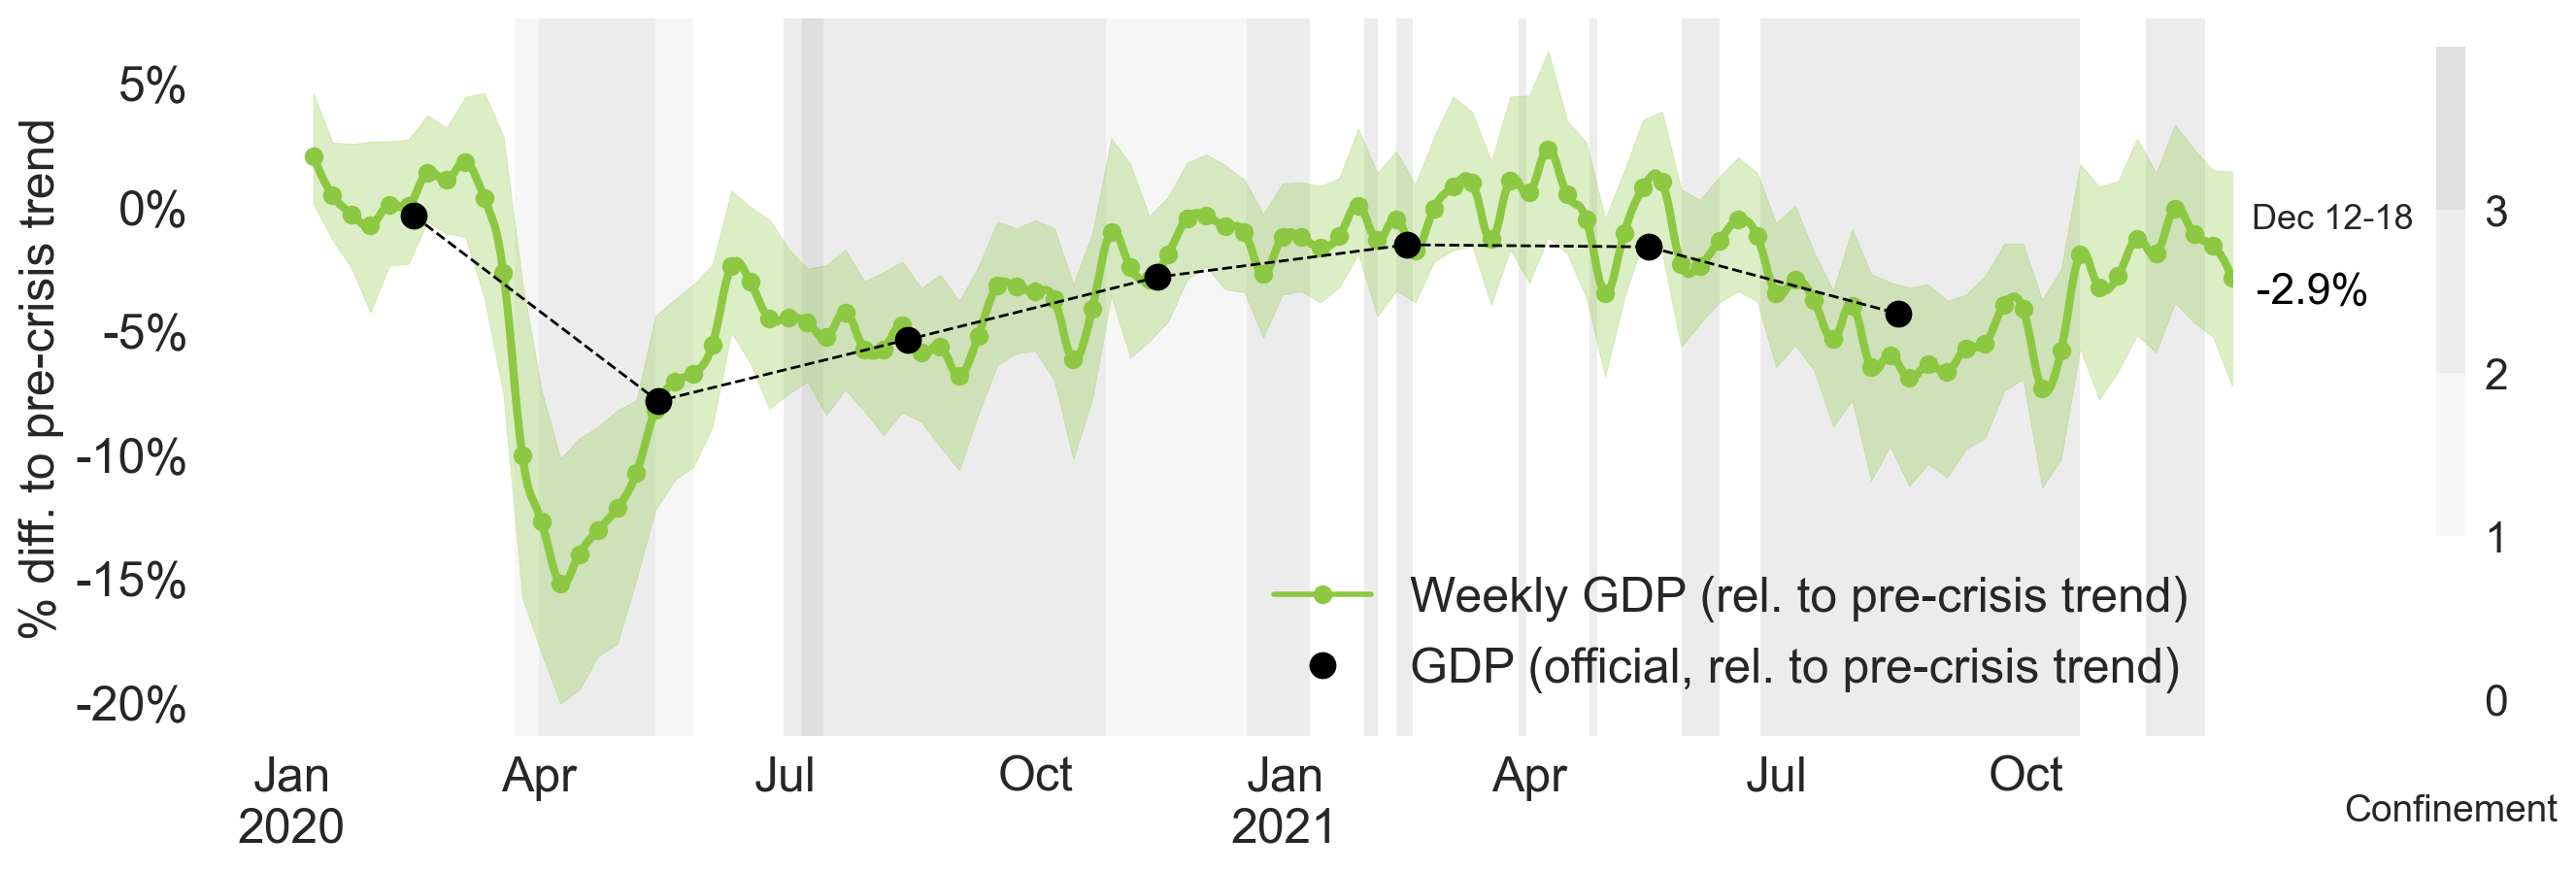 % diff. to pre-crisis trend
5%
0%
-5%
-10%
-15%
-20%
Jan
2020
Apr
Jul
Oct
Jan
2021
Apr
Jul
Oct
Weekly GDP (rel. to pre-crisis trend)
GDP (official, rel. to pre-crisis trend)
Dec 12-18
-2.9%
3
2
1
0
Confinement